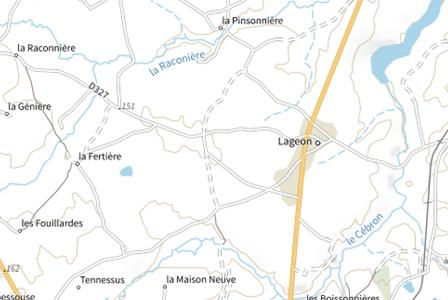 la Pinsonnière
la Raconnière
la Raconière
D327
151
la Génière
Lageon
la Fertière
les Fouillardes
le Cébron
162
Tennessus
la Maison Neuve
les Boissonnières